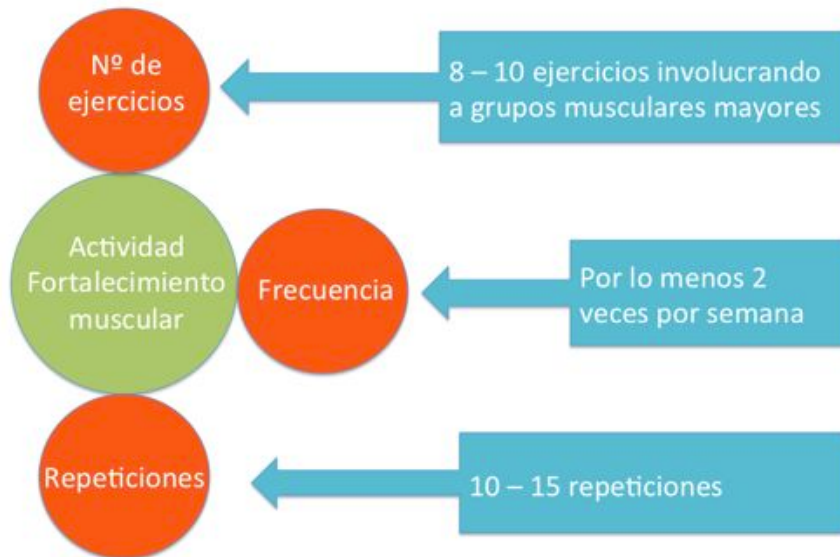 Nº de
ejercicios
8 – 10 ejercicios involucrando
a grupos musculares mayores
Actividad
Fortalecimiento
muscular
Frecuencia
Por lo menos 2
veces por semana
Repeticiones
10 – 15 repeticiones